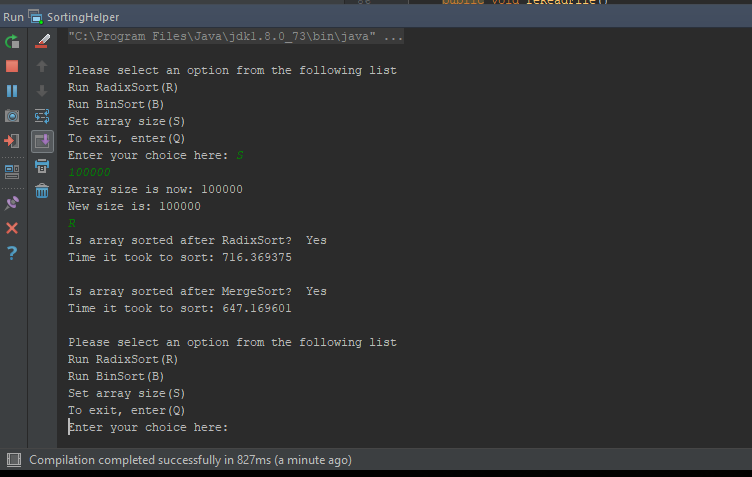 public void reReadFile()
Run SortingHelper
"C:\Program Files\Java\jdk1.8.0_73\bin\java" ...
Please select an option from the following list
Run RadixSort(R)
Run BinSort(B)
Set array size(S)
To exit, enter(Q)
Enter your choice here: S
100000
Array size is now: 100000
New size is: 100000
R
Is array sorted after RadixSort?  Yes
Time it took to sort: 716.369375
Is array sorted after MergeSort?  Yes
Time it took to sort: 647.169601
Please select an option from the following list
Run RadixSort(R)
Run BinSort(B)
Set array size(S)
To exit, enter(Q)
Enter your choice here:
Compilation completed successfully in 827ms (a minute ago)